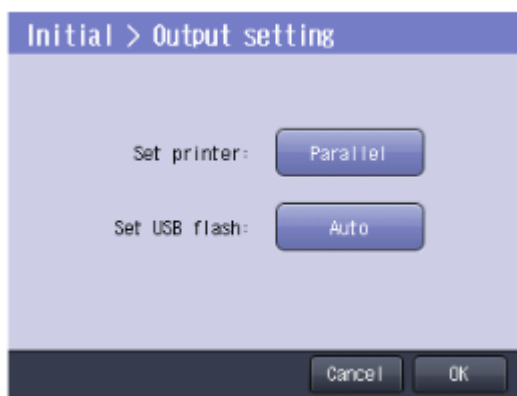 Initial > Output setting
Set printer: Parallel
Set USB flash: Auto
Cancel OK